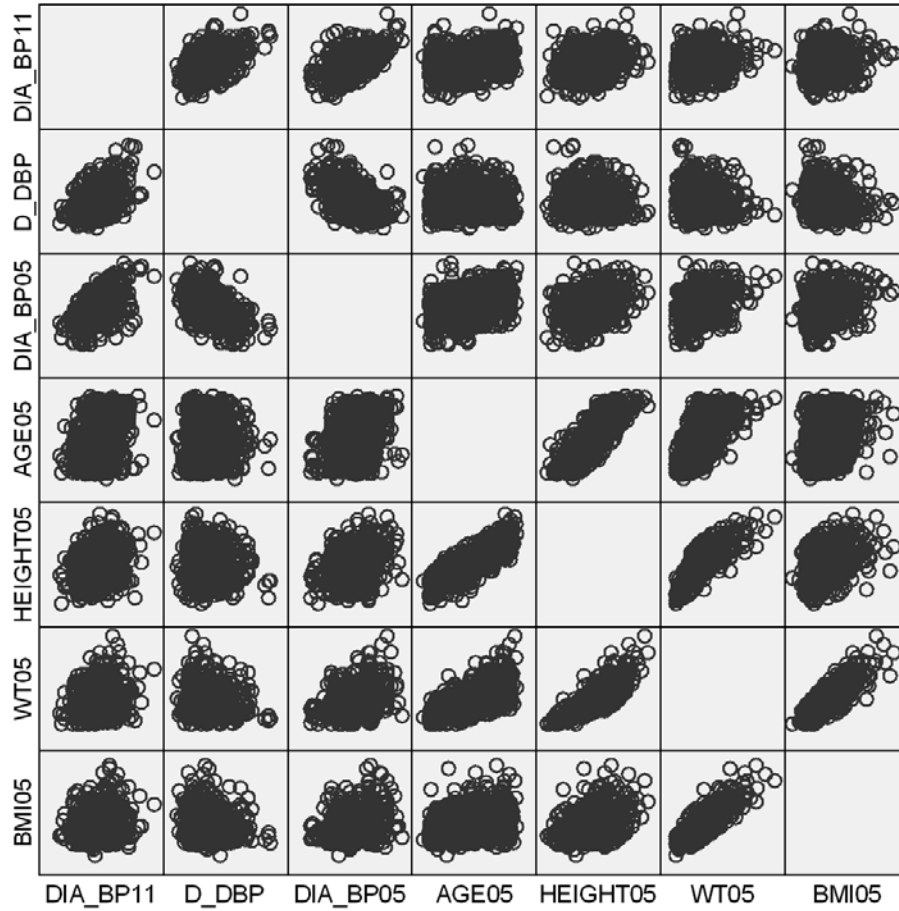 DIA_BP11
D_DBP
DIA_BP05
AGE05
HEIGHT05
WT05
BMI05
DIA_BP11 D_DBP DIA_BP05 AGE05 HEIGHT05 WT05 BMI05